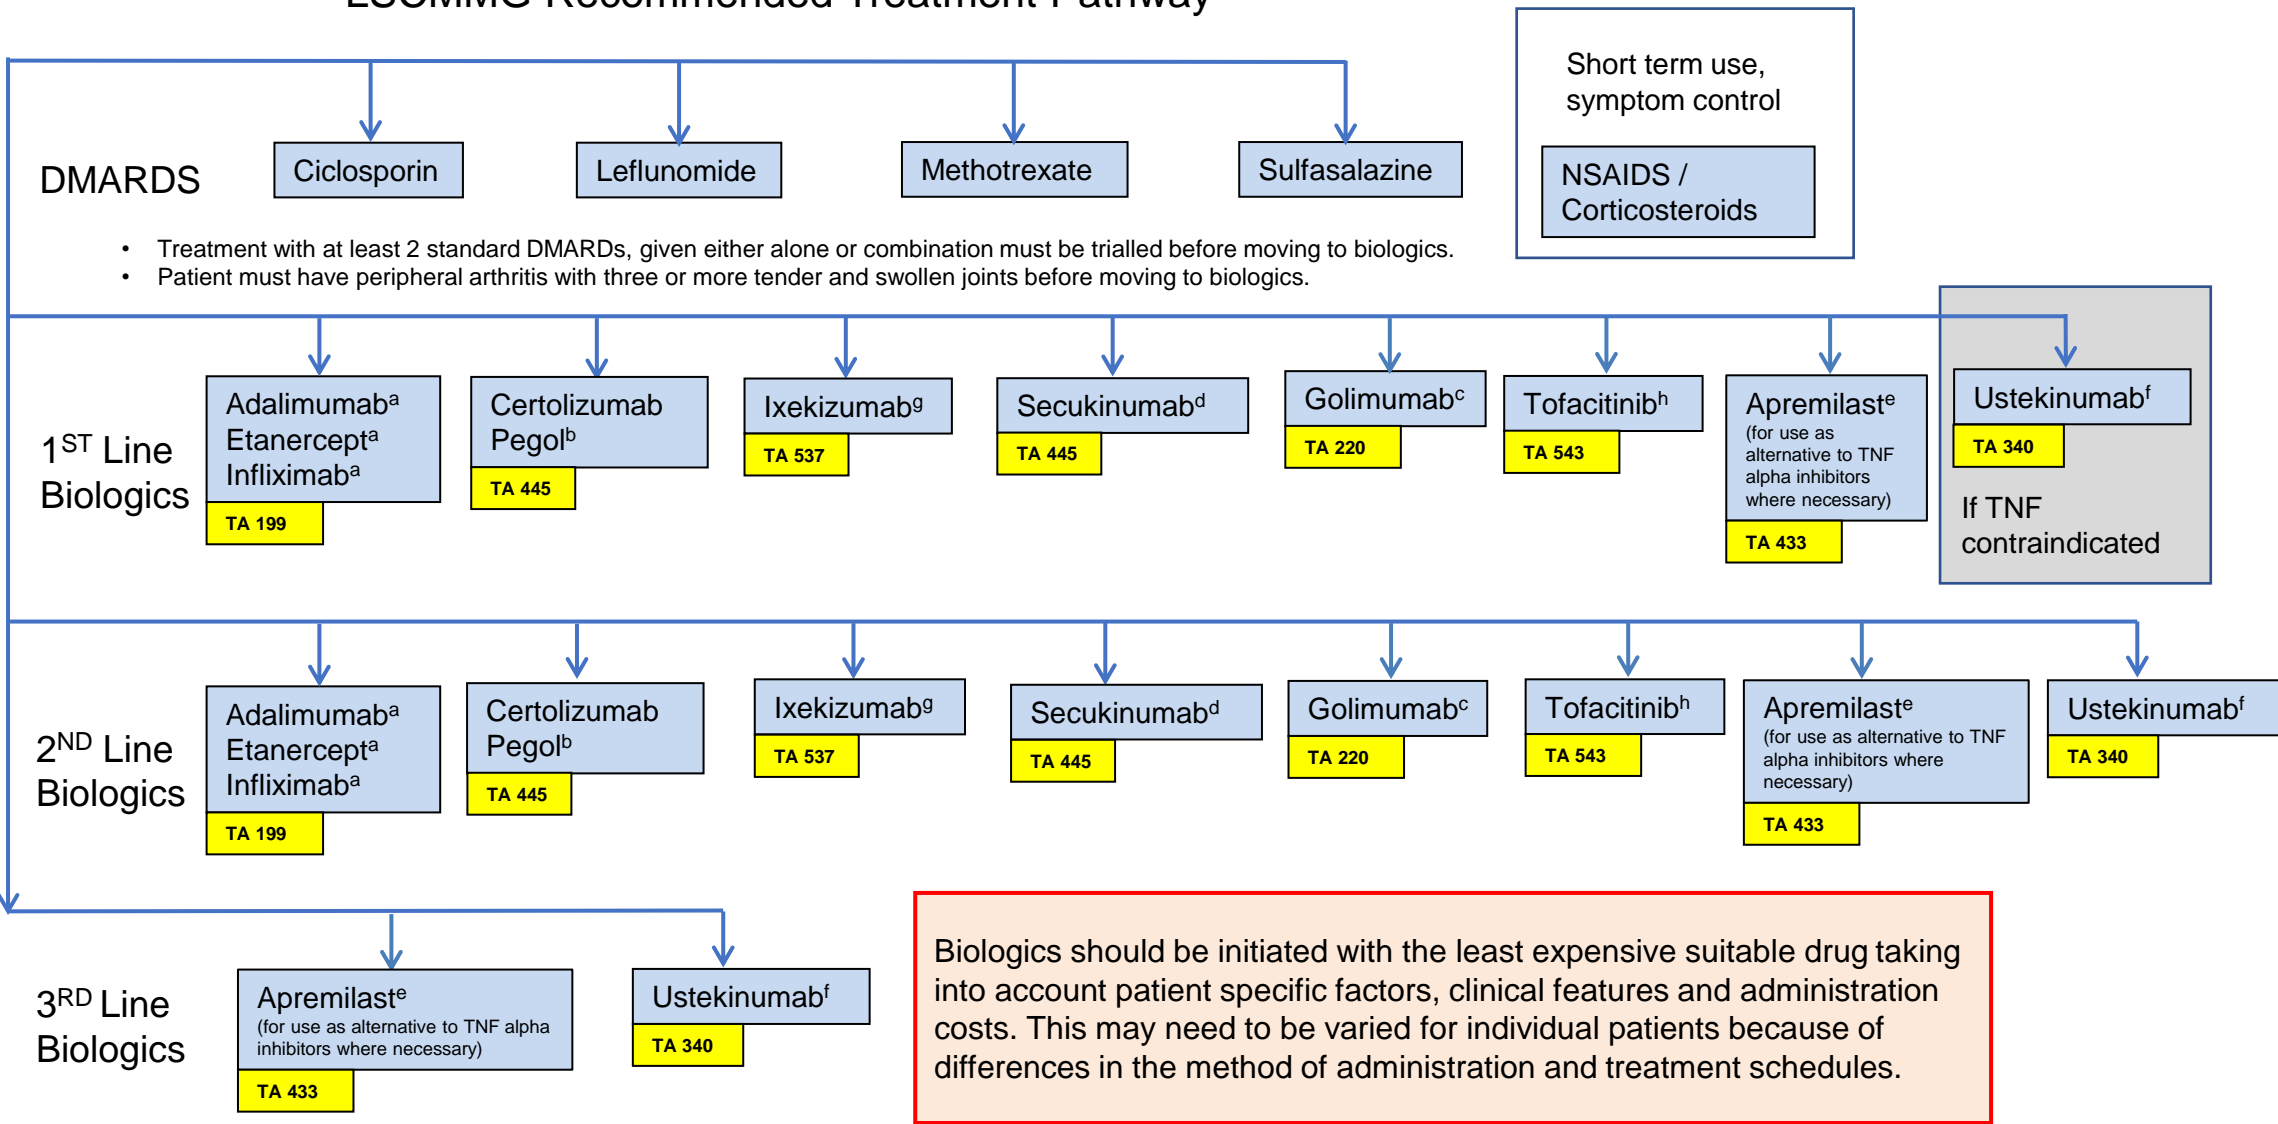 LSCMMG Recommended Treatment Pathway
Short term use,
symptom control
NSAIDS /
Corticosteroids
DMARDS
Ciclosporin
Leflunomide
Methotrexate
Sulfasalazine
• Treatment with at least 2 standard DMARDs, given either alone or combination must be trialled before moving to biologics.
• Patient must have peripheral arthritis with three or more tender and swollen joints before moving to biologics.
1ST Line
Biologics
Adalimumabᵃ
Etanerceptᵃ
Infliximabᵃ
TA 199
Certolizumab
Pegolᵇ
TA 445
Ixekizumabᵍ
TA 537
Secukinumabᵈ
TA 445
Golimumabᶜ
TA 220
Tofacitinibʰ
TA 543
Apremilastᵉ
(for use as
alternative to TNF
alpha inhibitors
where necessary)
TA 433
Ustekinumabᶠ
TA 340
If TNF
contraindicated
2ND Line
Biologics
Adalimumabᵃ
Etanerceptᵃ
Infliximabᵃ
TA 199
Certolizumab
Pegolᵇ
TA 445
Ixekizumabᵍ
TA 537
Secukinumabᵈ
TA 445
Golimumabᶜ
TA 220
Tofacitinibʰ
TA 543
Apremilastᵉ
(for use as alternative to TNF
alpha inhibitors where
necessary)
TA 433
Ustekinumabᶠ
TA 340
3RD Line
Biologics
Apremilastᵉ
(for use as alternative to TNF alpha
inhibitors where necessary)
TA 433
Ustekinumabᶠ
TA 340
Biologics should be initiated with the least expensive suitable drug taking
into account patient specific factors, clinical features and administration
costs. This may need to be varied for individual patients because of
differences in the method of administration and treatment schedules.